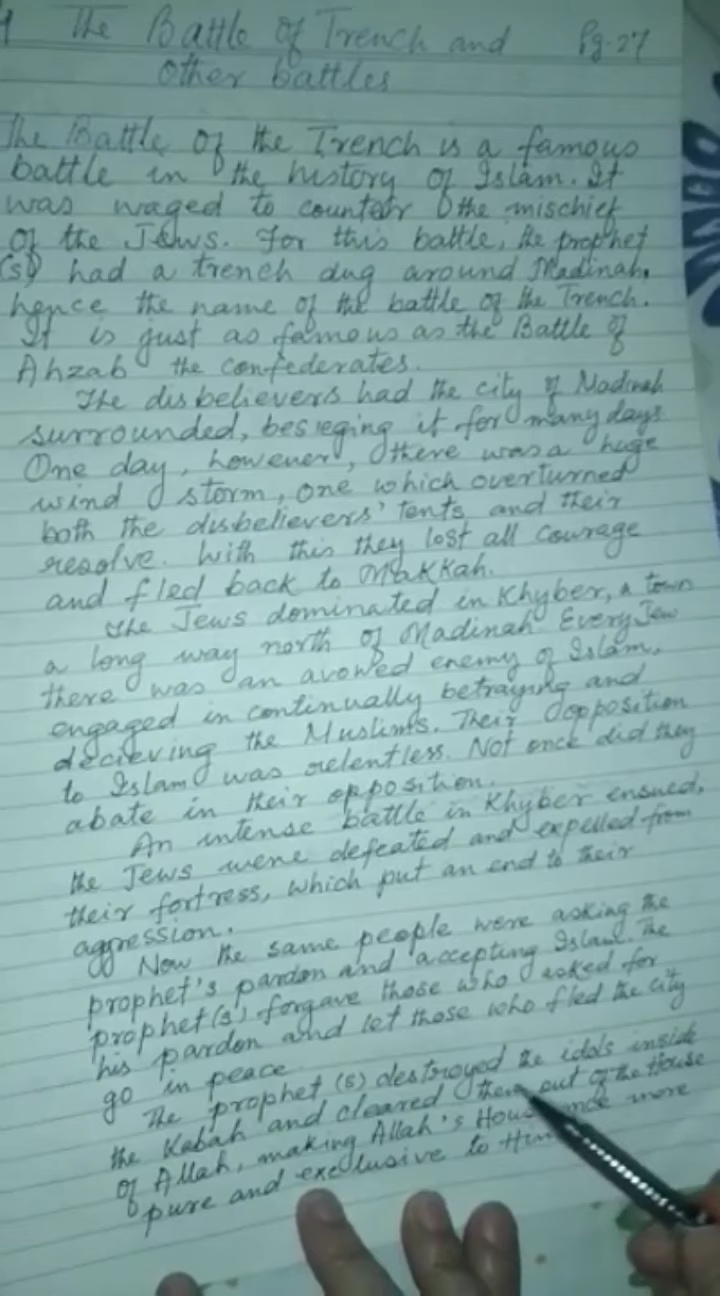 The Battle of Trench and Pg-27
other battles
The Battle of the Trench is a famous
battle in the history of Islam. It
was waged to counter the mischief
of the Jews. For this battle, the prophet
(s) had a trench dug around Madinah,
hence the name of the battle of the Trench.
It is just as famous as the Battle of
Ahzab the confederates.
The disbelievers had the city of Madinah
surrounded, besieging it for many days
One day, however, there was a huge
wind storm, one which overturned
both the disbelievers' tents and their
resolve. With this they lost all courage
and fled back to Makkah.
The Jews dominated in Khyber, a town
a long way north of Madinah. Every Jew
there was an avowed enemy of Islam,
engaged in continually betraying and
decieving the Muslims. Their opposition
to Islam was relentless. Not once did they
abate in their opposition.
An intense battle in Khyber ensued,
the Jews were defeated and expelled from
their fortress, which put an end to their
aggression.
Now the same people were asking the
prophet's pardon and accepting Islam. The
prophet (s) forgave those who asked for
his pardon and let those who fled the city
go in peace
The prophet (s) destroyed the idols inside
the Kabah and cleared them out of the House
of Allah, making Allah's more
pure and exclusive to